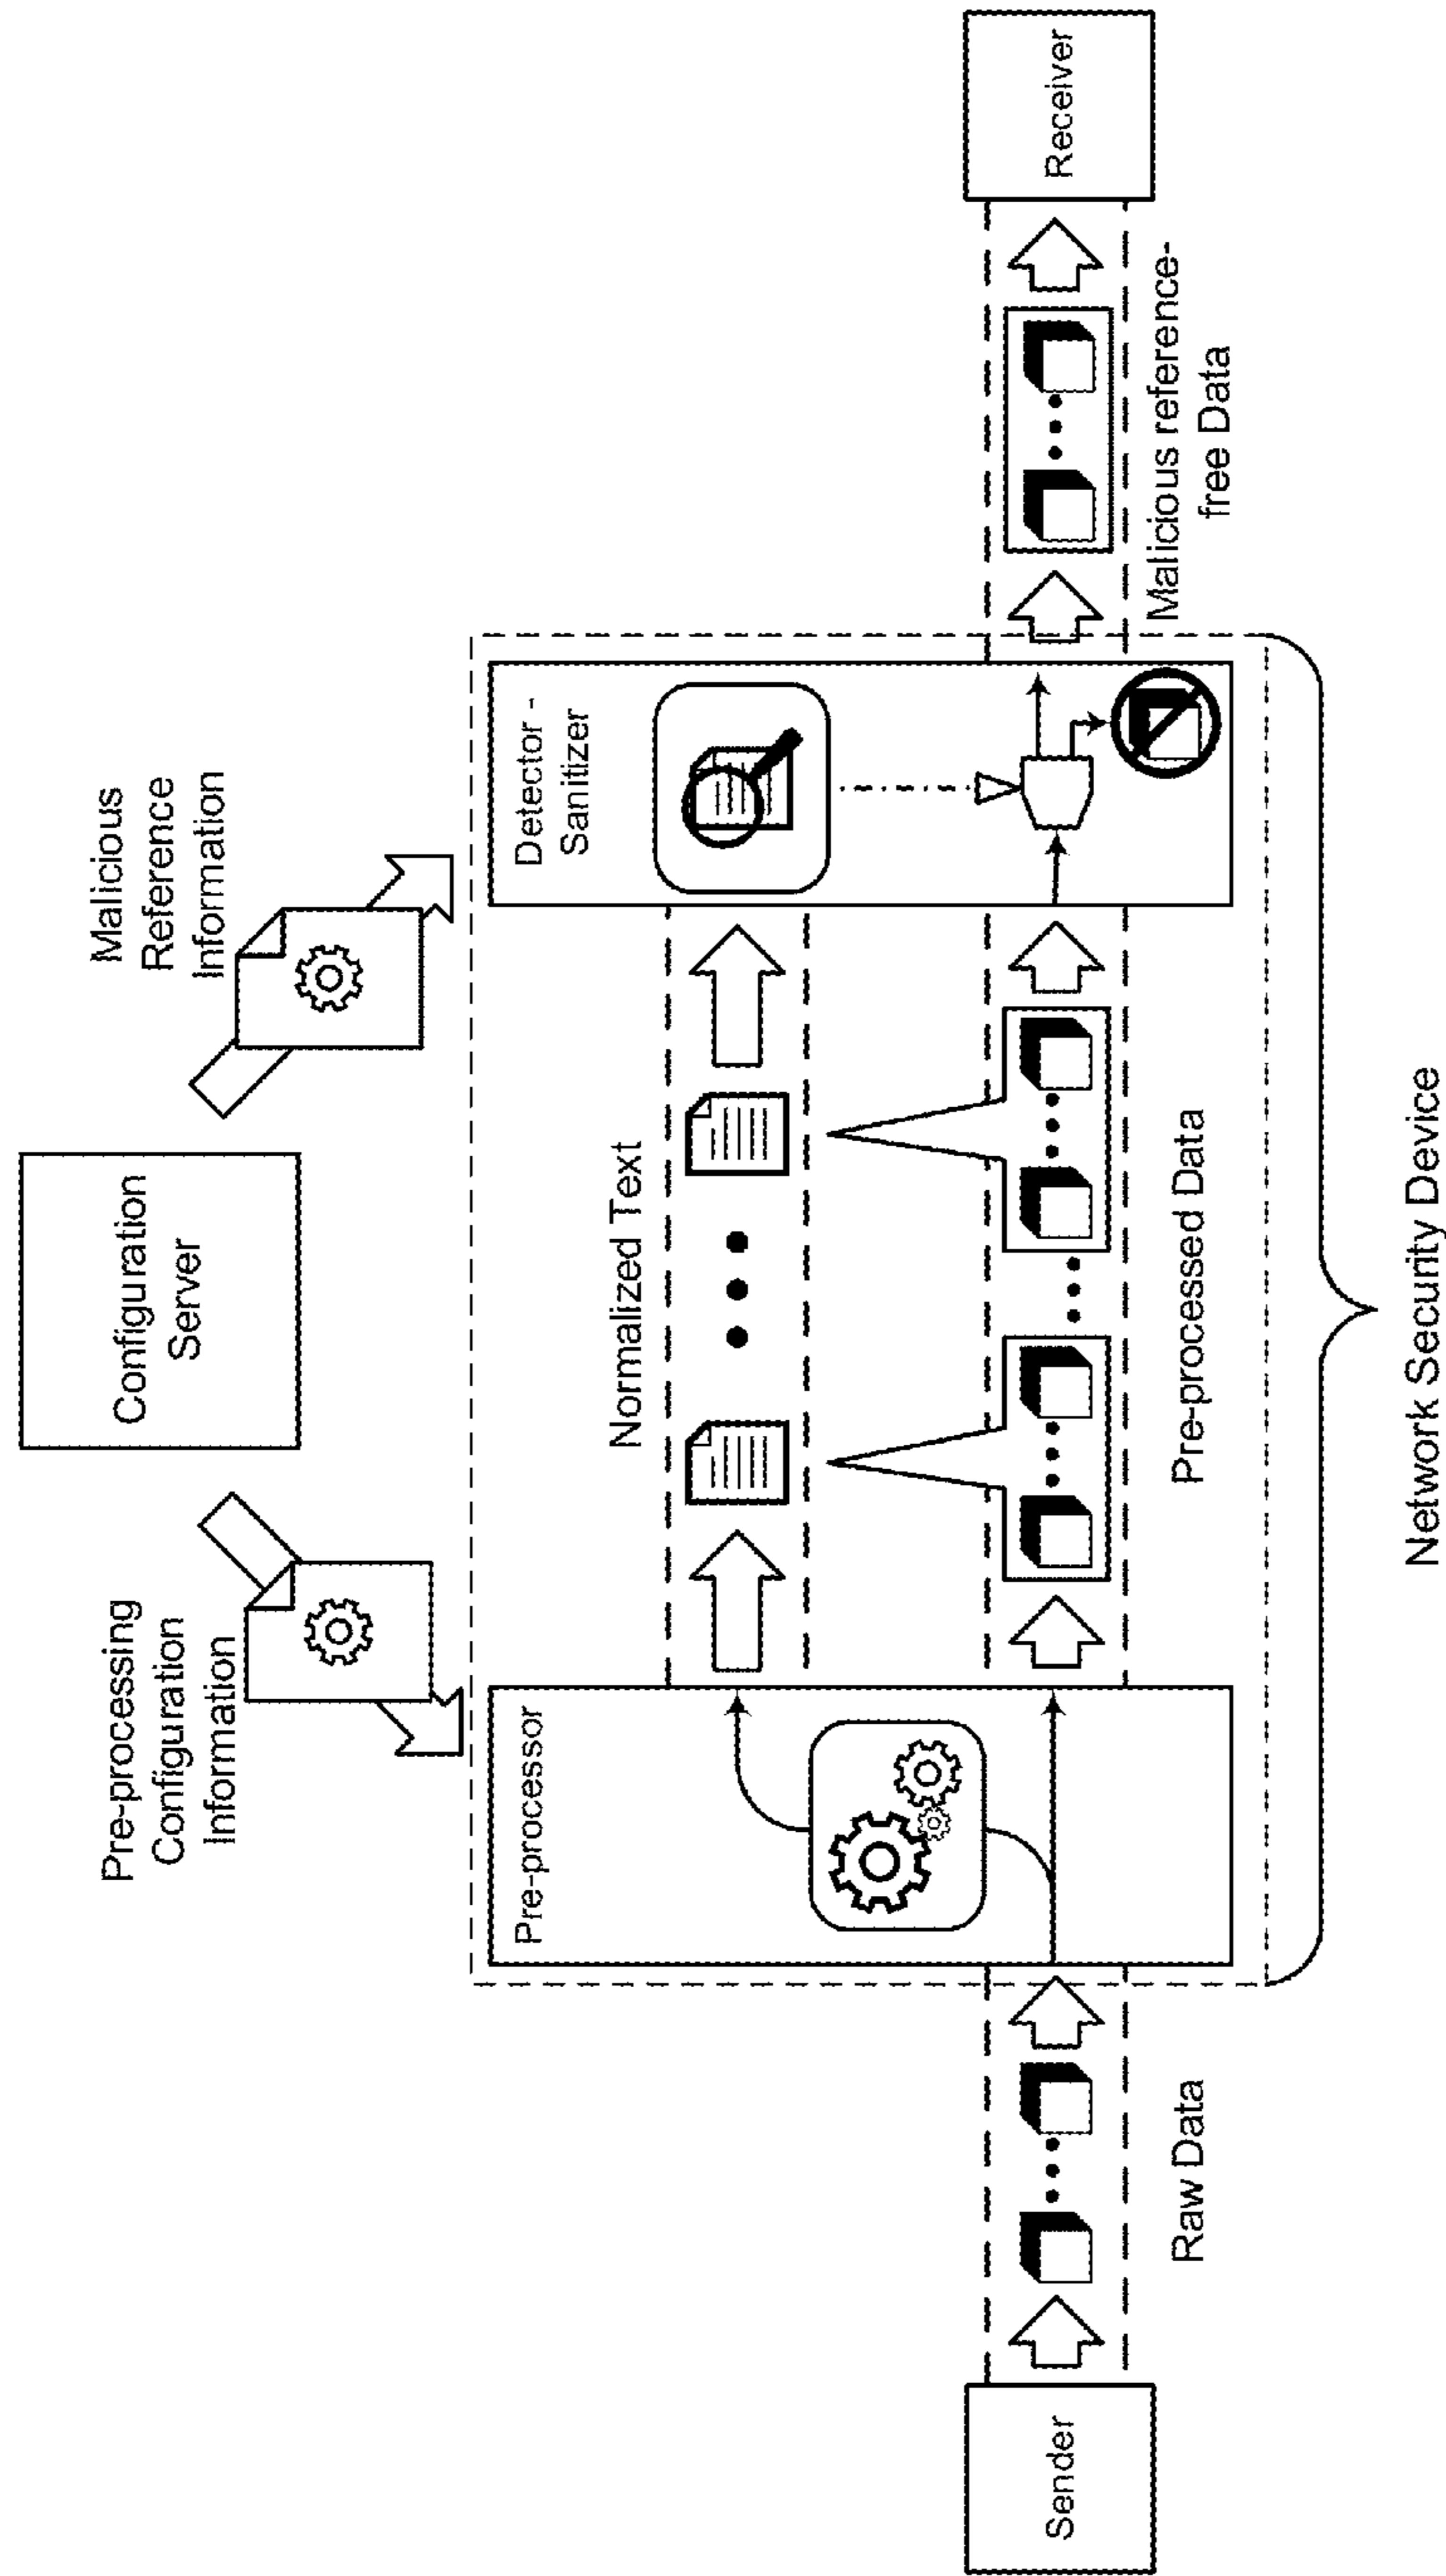 Configuration
Server
Pre-processing
Configuration
Information
Malicious
Reference
Information
Pre-processor
Normalized Text
Detector -
Sanitizer
Sender
Raw Data
Pre-processed Data
Malicious reference-
free Data
Receiver
Network Security Device